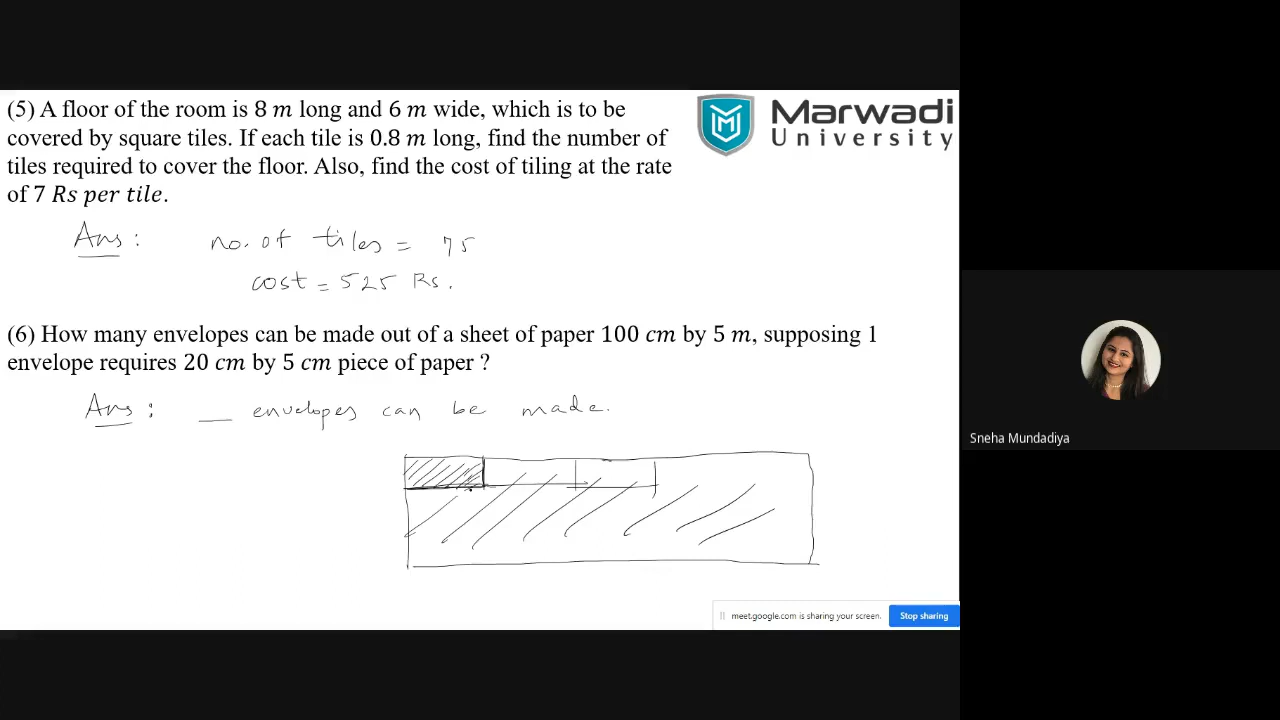 (5) A floor of the room is 8 m long and 6 m wide, which is to be
covered by square tiles. If each tile is 0.8 m long, find the number of
tiles required to cover the floor. Also, find the cost of tiling at the rate
of 7 Rs per tile.
Marwadi
University
Ans : no. of tiles = 75
cost = 525 Rs.
(6) How many envelopes can be made out of a sheet of paper 100 cm by 5 m, supposing 1
envelope requires 20 cm by 5 cm piece of paper ?
Ans : __ envelopes can be made.
Sneha Mundadiya
meet.google.com is sharing your screen.
Stop sharing